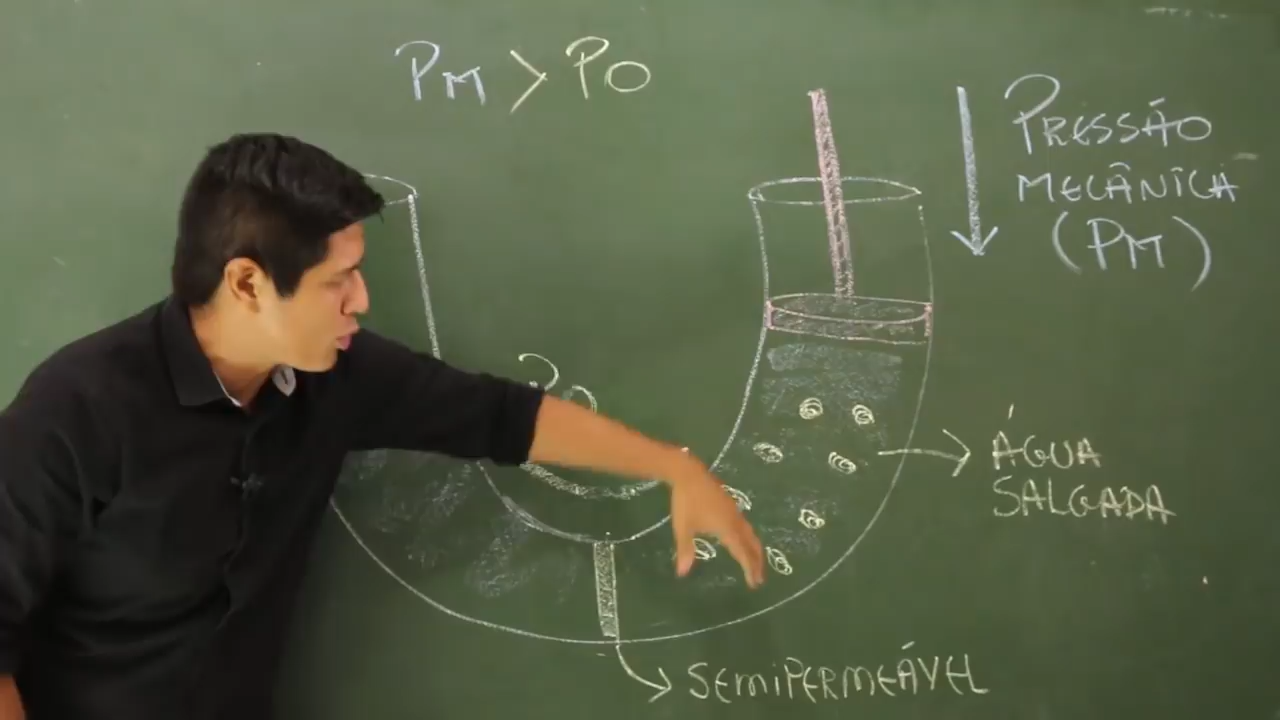 PM > PO
PRESSÃO
MECÂNICA
(PM)
ÁGUA
SALGADA
SEMIPERMEÁVEL